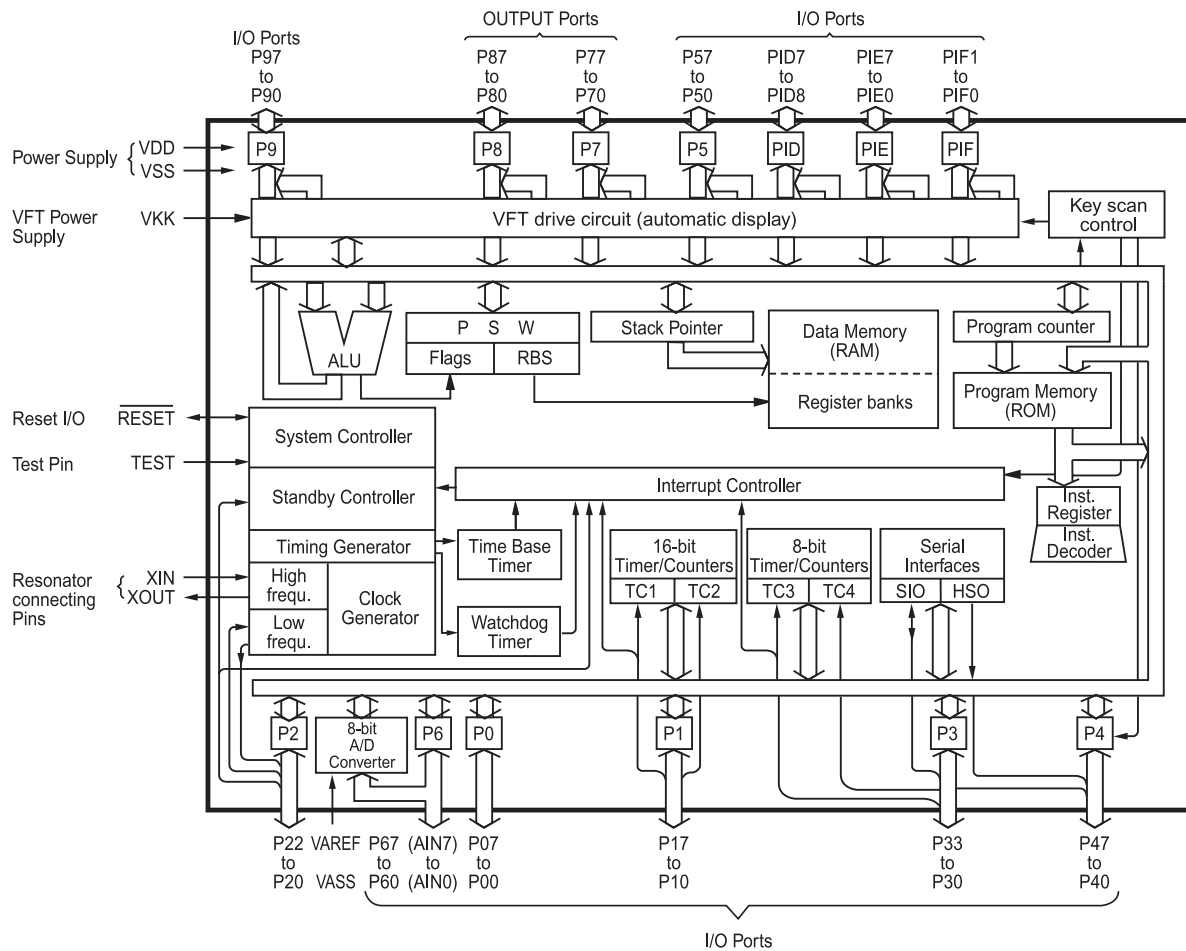 OUTPUT Ports
I/O Ports
I/O Ports
P97
to
P90
P87
to
P80
P77
to
P70
P57
to
P50
PID7
to
PID8
PIE7
to
PIE0
PIF1
to
PIF0
Power Supply { VDD
VSS
P9
P8
P7
P5
PID
PIE
PIF
VFT Power
Supply
VKK
VFT drive circuit (automatic display)
Key scan
control
ALU
P S W
Flags
RBS
Stack Pointer
Data Memory
(RAM)
Register banks
Program counter
Program Memory
(ROM)
Reset I/O
RESET
Test Pin
TEST
System Controller
Standby Controller
Interrupt Controller
Inst.
Register
Inst.
Decoder
Timing Generator
Time Base
Timer
16-bit
Timer/Counters
TC1
TC2
8-bit
Timer/Counters
TC3
TC4
Serial
Interfaces
SIO
HSO
Resonator
connecting
Pins
{ XIN
XOUT
High
frequ.
Low
frequ.
Clock
Generator
Watchdog
Timer
P2
8-bit
A/D
Converter
P6
P0
P1
P3
P4
P22
to
P20
VAREF
VASS
P67
to
P60
(AIN7)
to
(AIN0)
P07
to
P00
P17
to
P10
P33
to
P30
P47
to
P40
I/O Ports